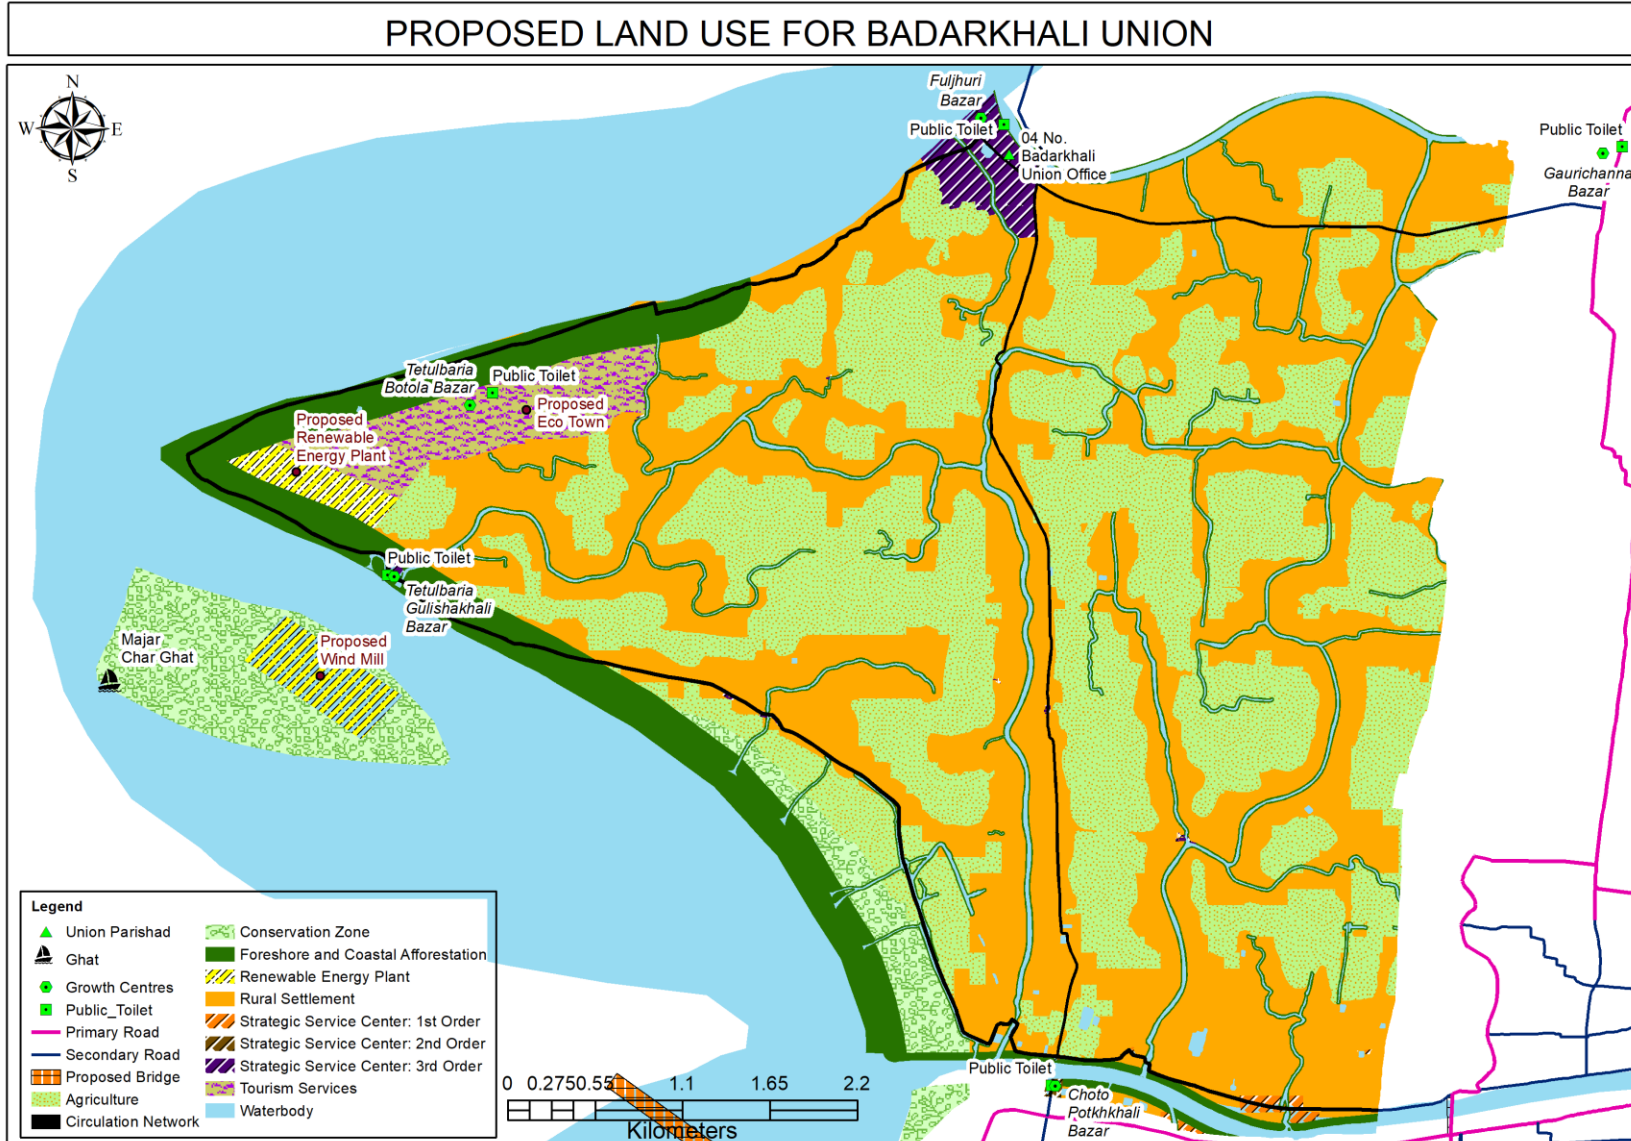 PROPOSED LAND USE FOR BADARKHALI UNION
N
W
E
S
Fuljhuri
Bazar
Public Toilet
04 No.
Badarkhali
Union Office
Public Toilet
Gaurichanna
Bazar
Tetulbaria
Botola Bazar
Public Toilet
Proposed
Eco Town
Proposed
Renewable
Energy Plant
Public Toilet
Tetulbaria
Gulishakhali
Bazar
Majar
Char Ghat
Proposed
Wind Mill
Public Toilet
Choto
Potkhkhali
Bazar
Legend
Union Parishad
Ghat
Growth Centres
Public_Toilet
Primary Road
Secondary Road
Proposed Bridge
Agriculture
Circulation Network
Conservation Zone
Foreshore and Coastal Afforestation
Renewable Energy Plant
Rural Settlement
Strategic Service Center: 1st Order
Strategic Service Center: 2nd Order
Strategic Service Center: 3rd Order
Tourism Services
Waterbody
0 0.275 0.55 1.1 1.65 2.2
Kilometers